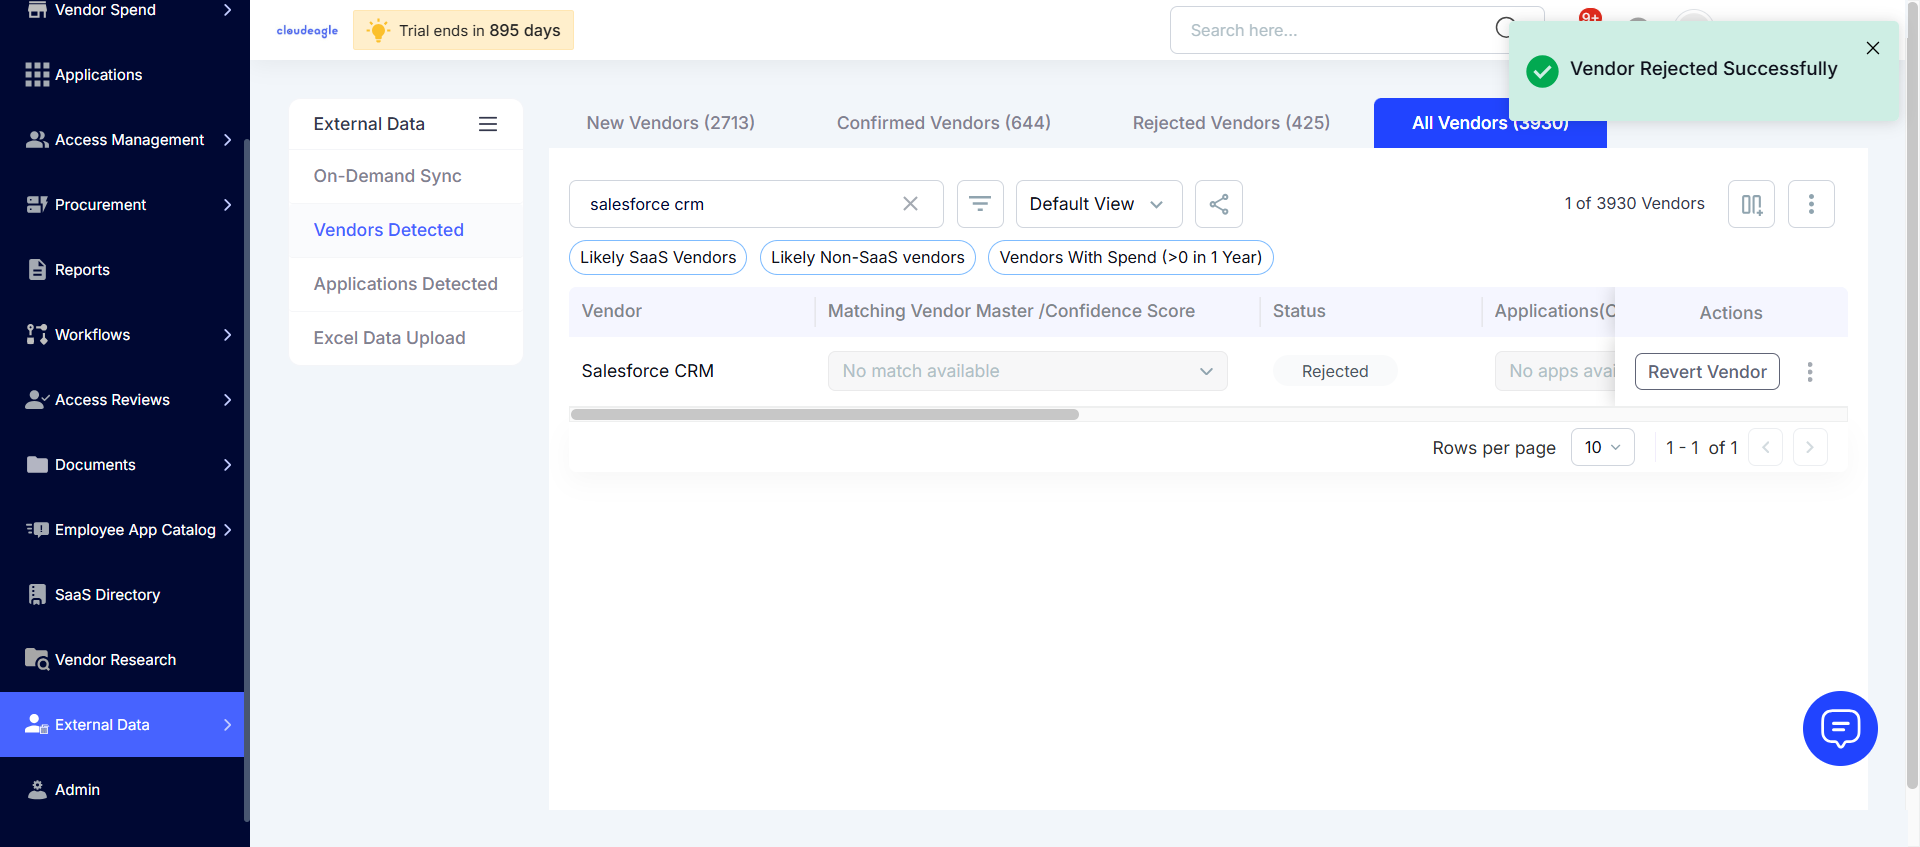 Vendor Spend
Applications
Access Management
Procurement
Reports
Workflows
Access Reviews
Documents
Employee App Catalog
SaaS Directory
Vendor Research
External Data
Admin
cloudeagle
Trial ends in 895 days
Search here...
9+
Vendor Rejected Successfully
External Data
On-Demand Sync
Vendors Detected
Applications Detected
Excel Data Upload
New Vendors (2713)
Confirmed Vendors (644)
Rejected Vendors (425)
All Vendors (3930)
salesforce crm
Default View
1 of 3930 Vendors
Likely SaaS Vendors
Likely Non-SaaS vendors
Vendors With Spend (>0 in 1 Year)
Vendor
Matching Vendor Master /Confidence Score
Status
Applications(C
Actions
Salesforce CRM
No match available
Rejected
No apps avai
Revert Vendor
Rows per page
10
1 - 1 of 1